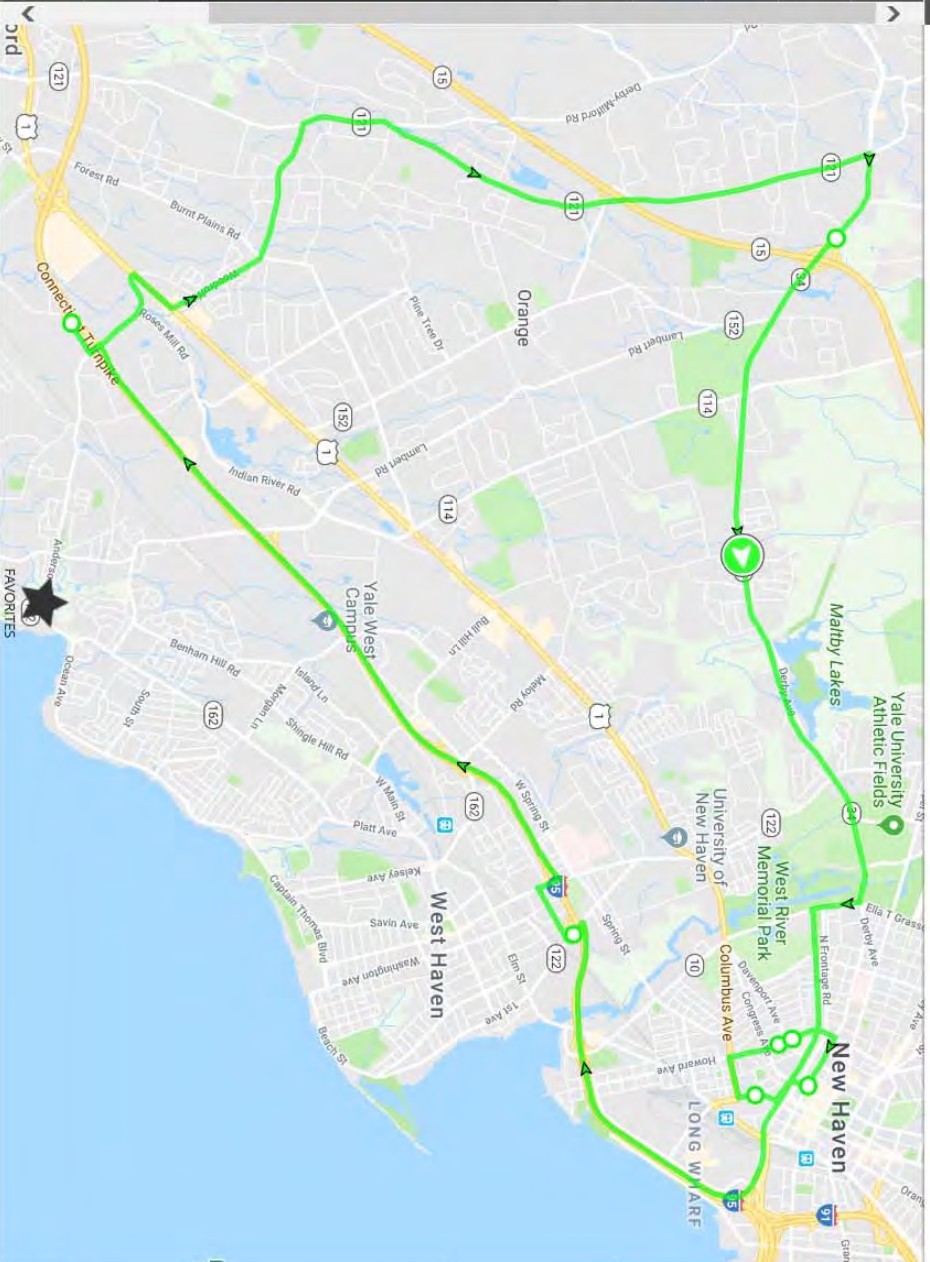 ord
121
1
Forest Rd
Burnt Plains Rd
Connecti t Turnpike
Roses Mill Rd
121
15
Derby-Milford Rd
121
121
15
34
152
Orange
Pine Tree Dr
Lambert Rd
114
152
1
Lambert Rd
Indian River Rd
114
Anderso
FAVORITES
Ocean Ave
South St
Benham Hill Rd
162
Morgan Ln
Island Ln
Shingle Hill Rd
Yale West
Campus
Bull Hill Ln
Meloy Rd
1
Maltby Lakes
Derby Ave
Yale University
Athletic Fields
34
122
University of
New Haven
West River
Memorial Park
W Spring St
162
W Main St
Platt Ave
Kelsey Ave
Savin Ave
Washington Ave
Captain Thomas Blvd
West Haven
95
122
Spring St
Elm St
1st Ave
Beach St
10
Columbus Ave
Davenport Ave
Congress Ave
Howard Ave
N Frontage Rd
Derby Ave
Ella T Grasso
New Haven
LONG WHARF
95
91
Orang
Gran